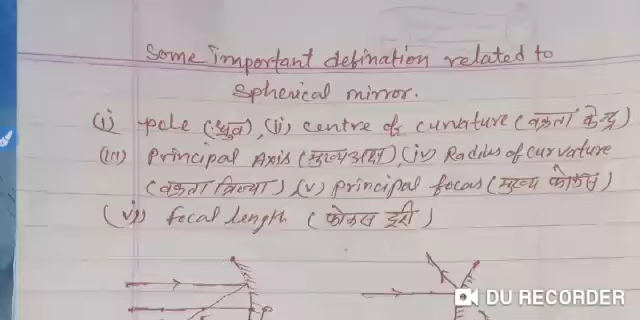 Some important defination related to
spherical mirror.
(i) pole (ध्रुव), (ii) centre of curvature (वक्रता केन्द्र)
(iii) principal Axis (मुख्य अक्ष), (iv) Radius of curvature
(वक्रता त्रिज्या) (v) principal focus (मुख्य फोकस)
(vi) focal length (फोकस दूरी)
DU RECORDER